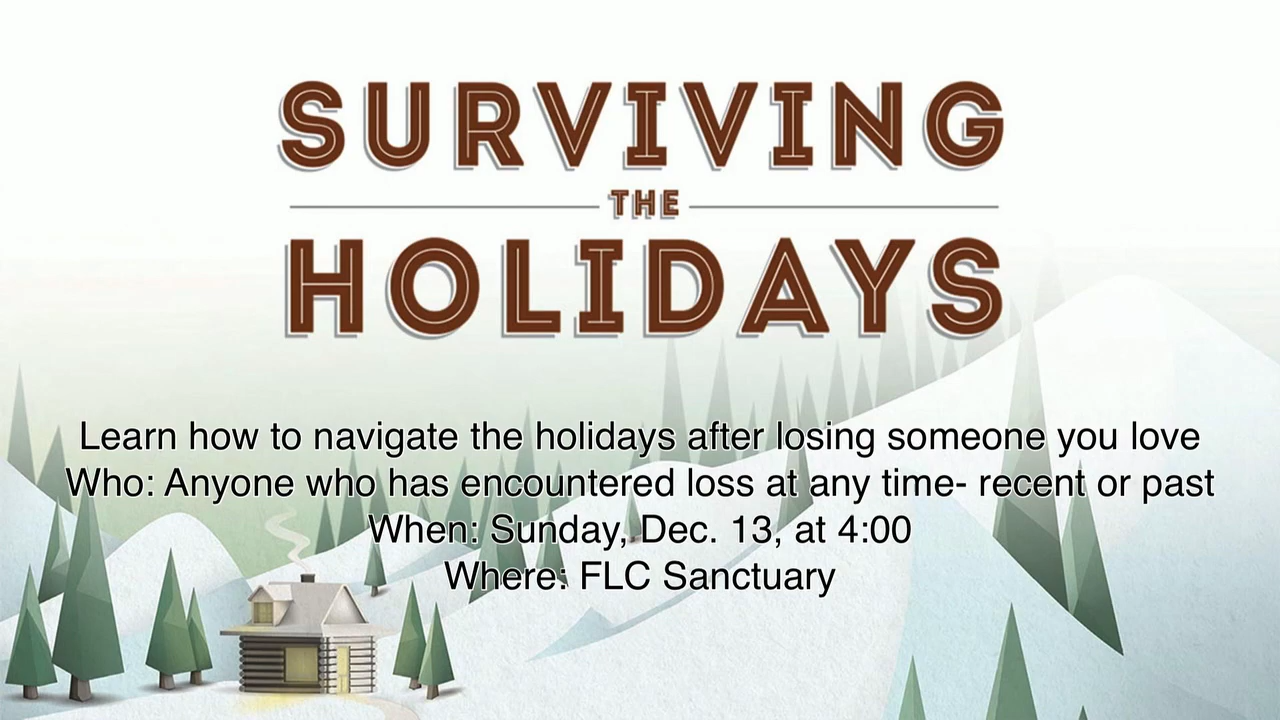 SURVIVING
THE
HOLIDAYS
Learn how to navigate the holidays after losing someone you love
Who: Anyone who has encountered loss at any time- recent or past
When: Sunday, Dec. 13, at 4:00
Where: FLC Sanctuary